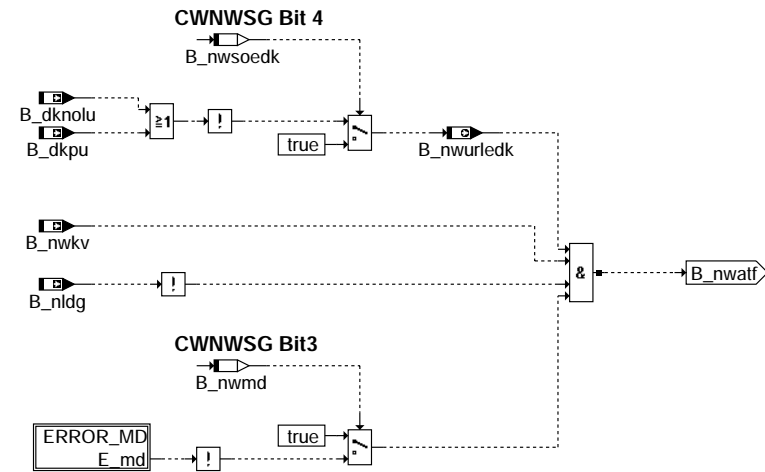 CWNWSG Bit 4
B_nwsoedk
B_dknolu
≥1
!
B_dkpu
true
B_nwurledk
B_nwkv
&
B_nwatf
!
B_nldg
CWNWSG Bit3
B_nwmd
ERROR_MD
true
E_md
!